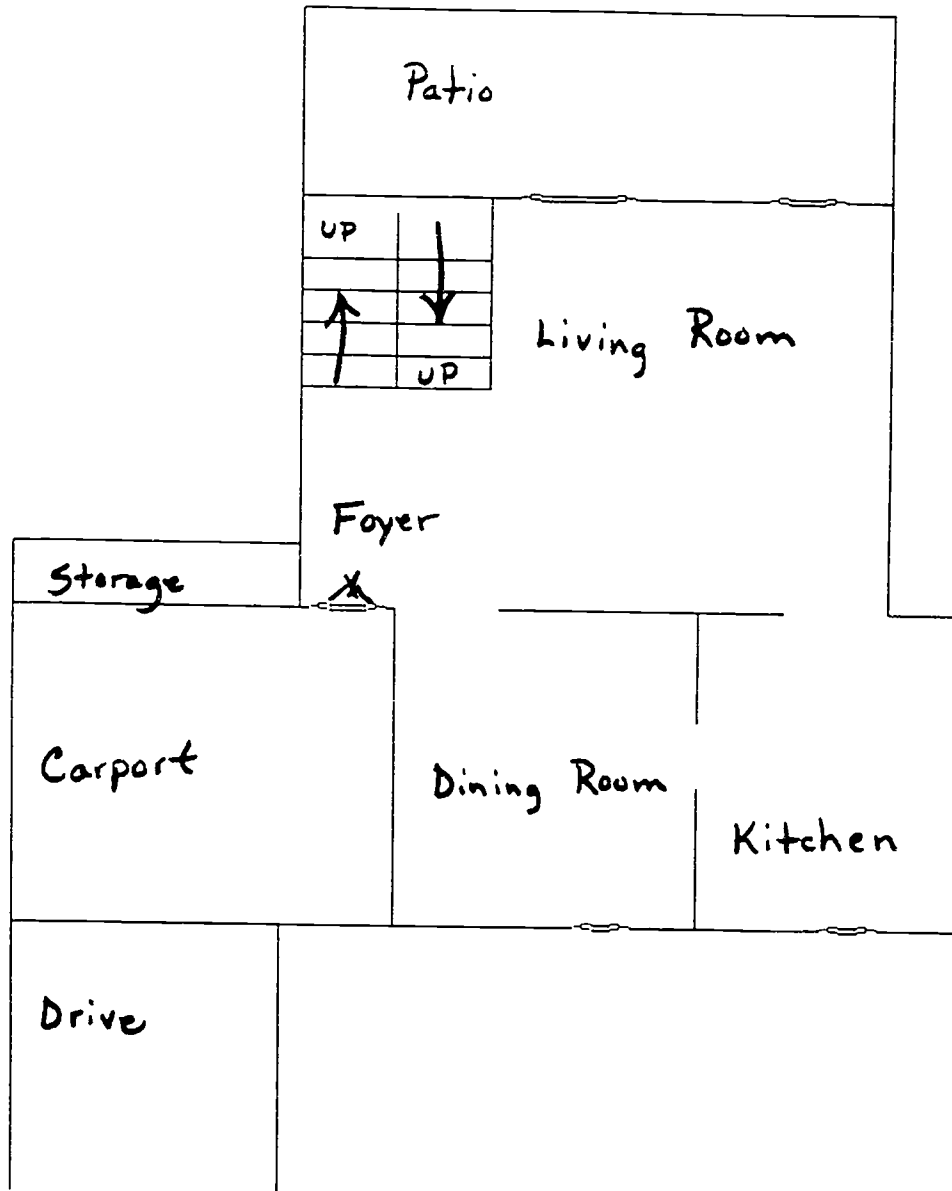 Patio
UP
UP
Living Room
Foyer
Storage
Carport
Dining Room
Kitchen
Drive